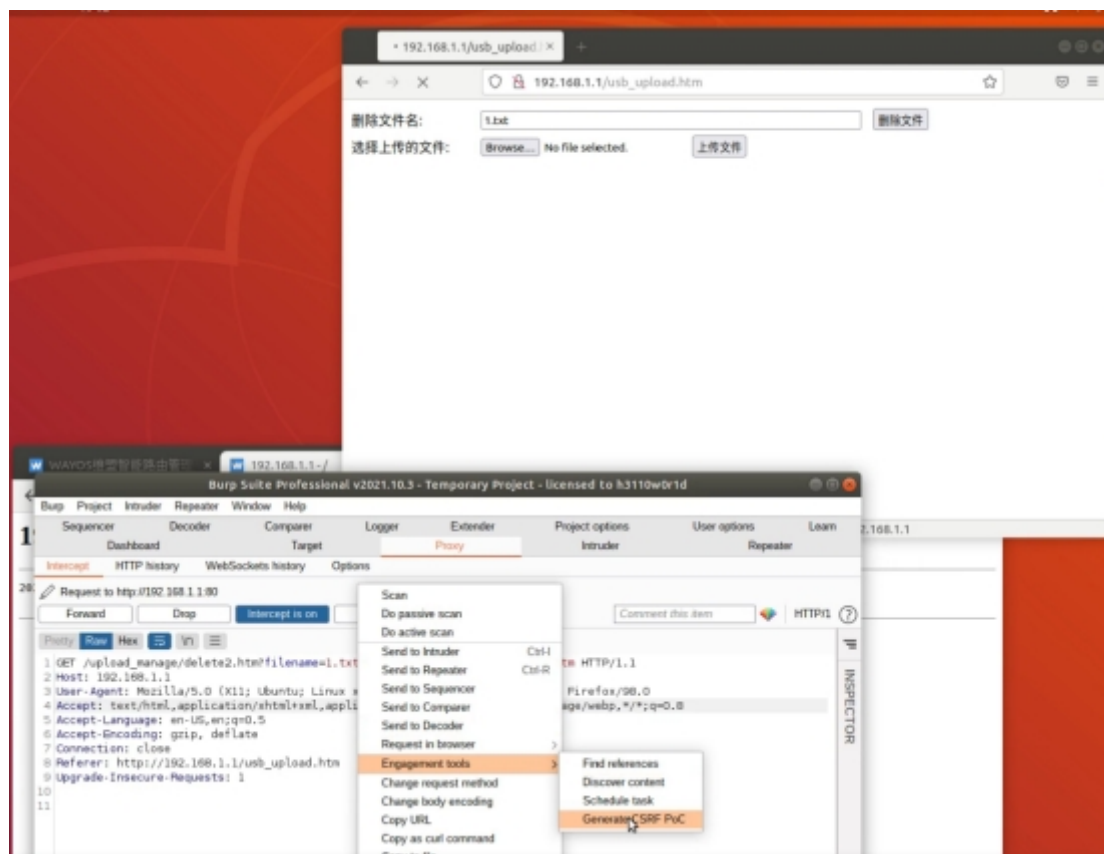 192.168.1.1/usb_upload.
192.168.1.1/usb_upload.htm
删除文件名:
1.txt
删除文件
选择上传的文件:
Browse...
No file selected.
上传文件
192.168.1.1-/
Burp Suite Professional v2021.10.3 - Temporary Project - licensed to h3110w0r1d
Burp Project Intruder Repeater Window Help
Sequencer Decoder Comparer Logger Extender Project options User options Learn
2.168.1.1
Dashboard Target Proxy Intruder Repeater
Intercept HTTP history WebSockets history Options
Request to http://192.168.1.1:80
Forward Drop Intercept is on Comment this item HTTP/1 ?
Pretty Raw Hex \n
INSPECTOR
1 GET /upload_manage/delete2.htm?filename=1.txt
tm HTTP/1.1
2 Host: 192.168.1.1
3 User-Agent: Mozilla/5.0 (X11; Ubuntu; Linux x
Firefox/98.0
4 Accept: text/html,application/xhtml+xml,appli
age/webp,*/*;q=0.8
5 Accept-Language: en-US,en;q=0.5
6 Accept-Encoding: gzip, deflate
7 Connection: close
8 Referer: http://192.168.1.1/usb_upload.htm
9 Upgrade-Insecure-Requests: 1
10
11
Scan
Do passive scan
Do active scan
Send to Intruder Ctrl-I
Send to Repeater Ctrl-R
Send to Sequencer
Send to Comparer
Send to Decoder
Request in browser >
Engagement tools >
Change request method
Change body encoding
Copy URL
Copy as curl command
Find references
Discover content
Schedule task
Generate CSRF PoC